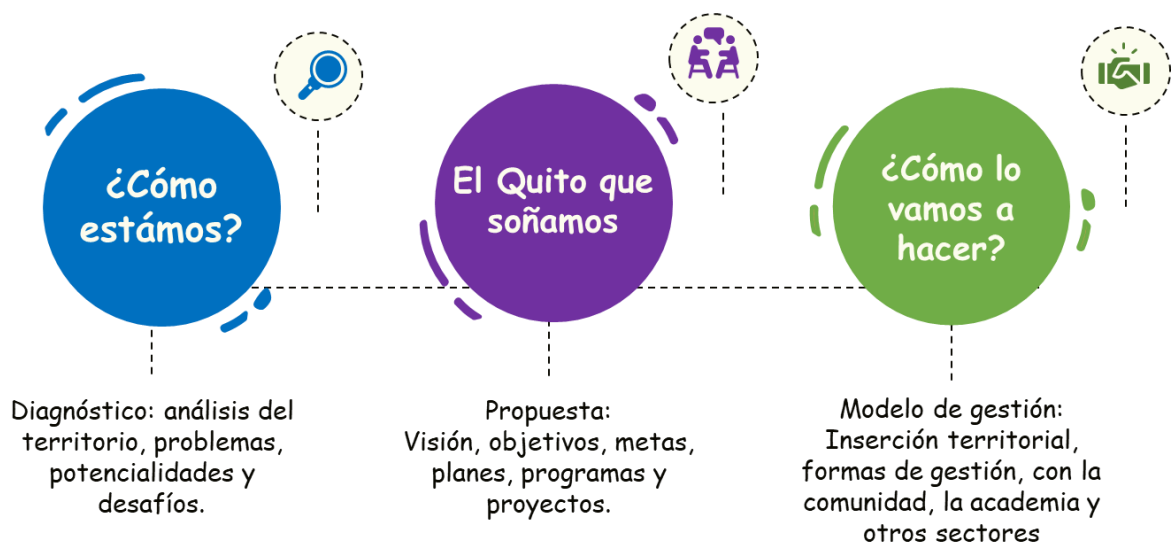 ¿Cómo
estámos?
Diagnóstico: análisis del
territorio, problemas,
potencialidades y
desafíos.
El Quito que
soñamos
Propuesta:
Visión, objetivos, metas,
planes, programas y
proyectos.
¿Cómo lo
vamos a
hacer?
Modelo de gestión:
Inserción territorial,
formas de gestión, con la
comunidad, la academia y
otros sectores